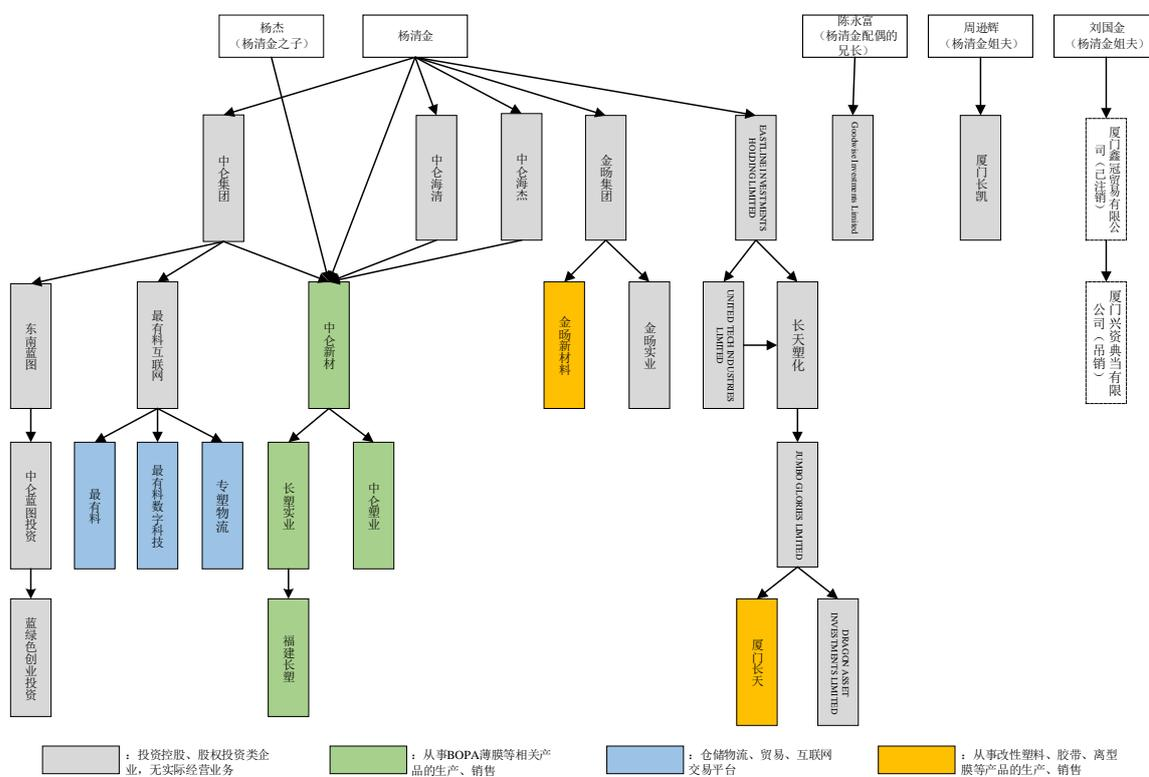 杨杰
（杨清金之子）
杨清金
陈永富
（杨清金配偶的
兄长）
周逊辉
（杨清金姐夫）
刘国金
（杨清金姐夫）
中仑集团
中仑海清
中仑海杰
金旸集团
EASTLINE INVESTMENTS
HOLDING LIMITED
Goodwise Investments Limited
厦门长凯
厦门鑫冠贸易有限公
司（已注销）
东南蓝图
最有料互联网
中仑新材
金旸新材料
金旸实业
UNITED TECH INDUSTRIES
LIMITED
长天塑化
厦门兴资典当有限
公司（吊销）
中仑蓝图投资
最有料
最有料数字科技
专塑物流
长塑实业
中仑塑业
JUMBO GLORIES LIMITED
蓝绿色创业投资
福建长塑
厦门长天
DRAGON ASSET
INVESTMENTS LIMITED
：投资控股、股权投资类企
业，无实际经营业务
：从事BOPA薄膜等相关产
品的生产、销售
：仓储物流、贸易、互联网
交易平台
：从事改性塑料、胶带、离型
膜等产品的生产、销售